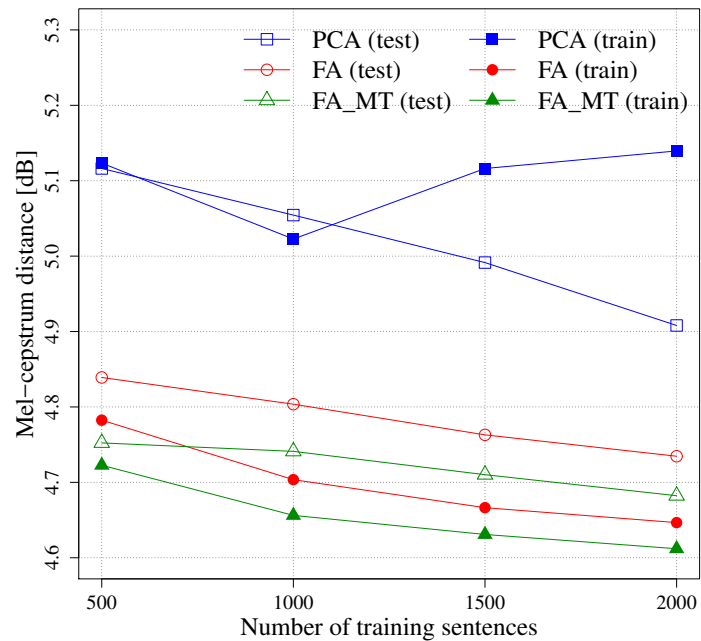 PCA (test) PCA (train)
FA (test) FA (train)
FA_MT (test) FA_MT (train)
Mel−cepstrum distance [dB]
5.3
5.2
5.1
5.0
4.9
4.8
4.7
4.6
500 1000 1500 2000
Number of training sentences